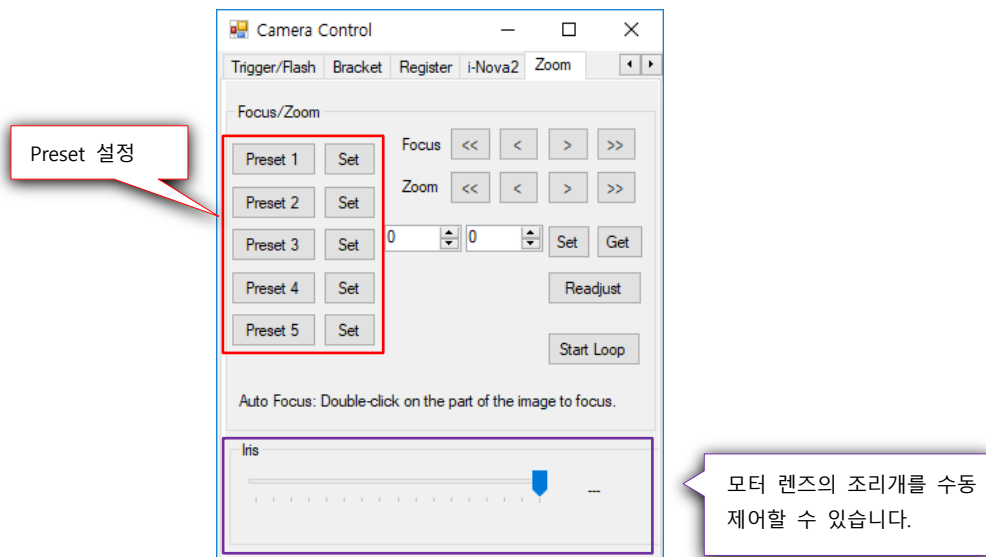 Camera Control
Trigger/Flash Bracket Register i-Nova2 Zoom
Focus/Zoom
Preset 설정
Preset 1 Set
Focus << < > >>
Preset 2 Set
Zoom << < > >>
Preset 3 Set
0 0 Set Get
Preset 4 Set
Readjust
Preset 5 Set
Start Loop
Auto Focus: Double-click on the part of the image to focus.
Iris
---
모터 렌즈의 조리개를 수동
제어할 수 있습니다.